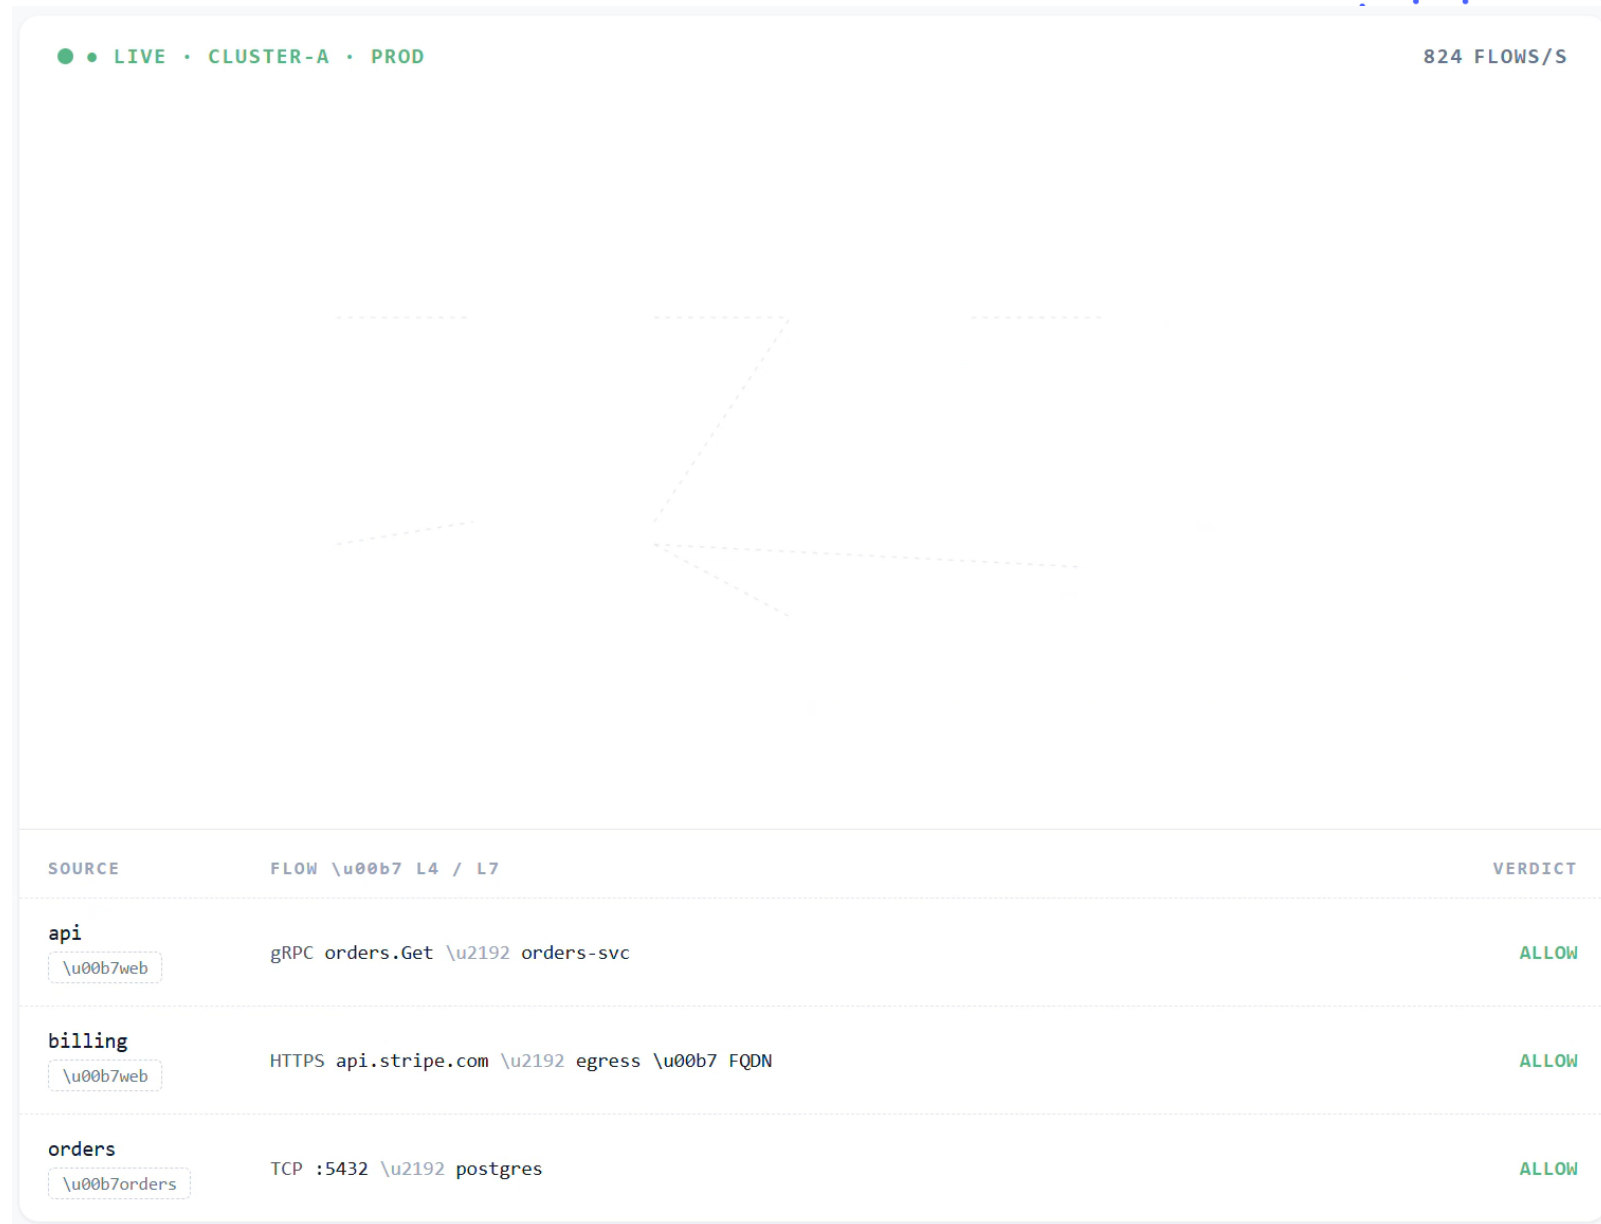 ● LIVE · CLUSTER-A · PROD
824 FLOWS/S
SOURCE
FLOW \u00b7 L4 / L7
VERDICT
api
\u00b7web
gRPC orders.Get \u2192 orders-svc
ALLOW
billing
\u00b7web
HTTPS api.stripe.com \u2192 egress \u00b7 FQDN
ALLOW
orders
\u00b7orders
TCP :5432 \u2192 postgres
ALLOW